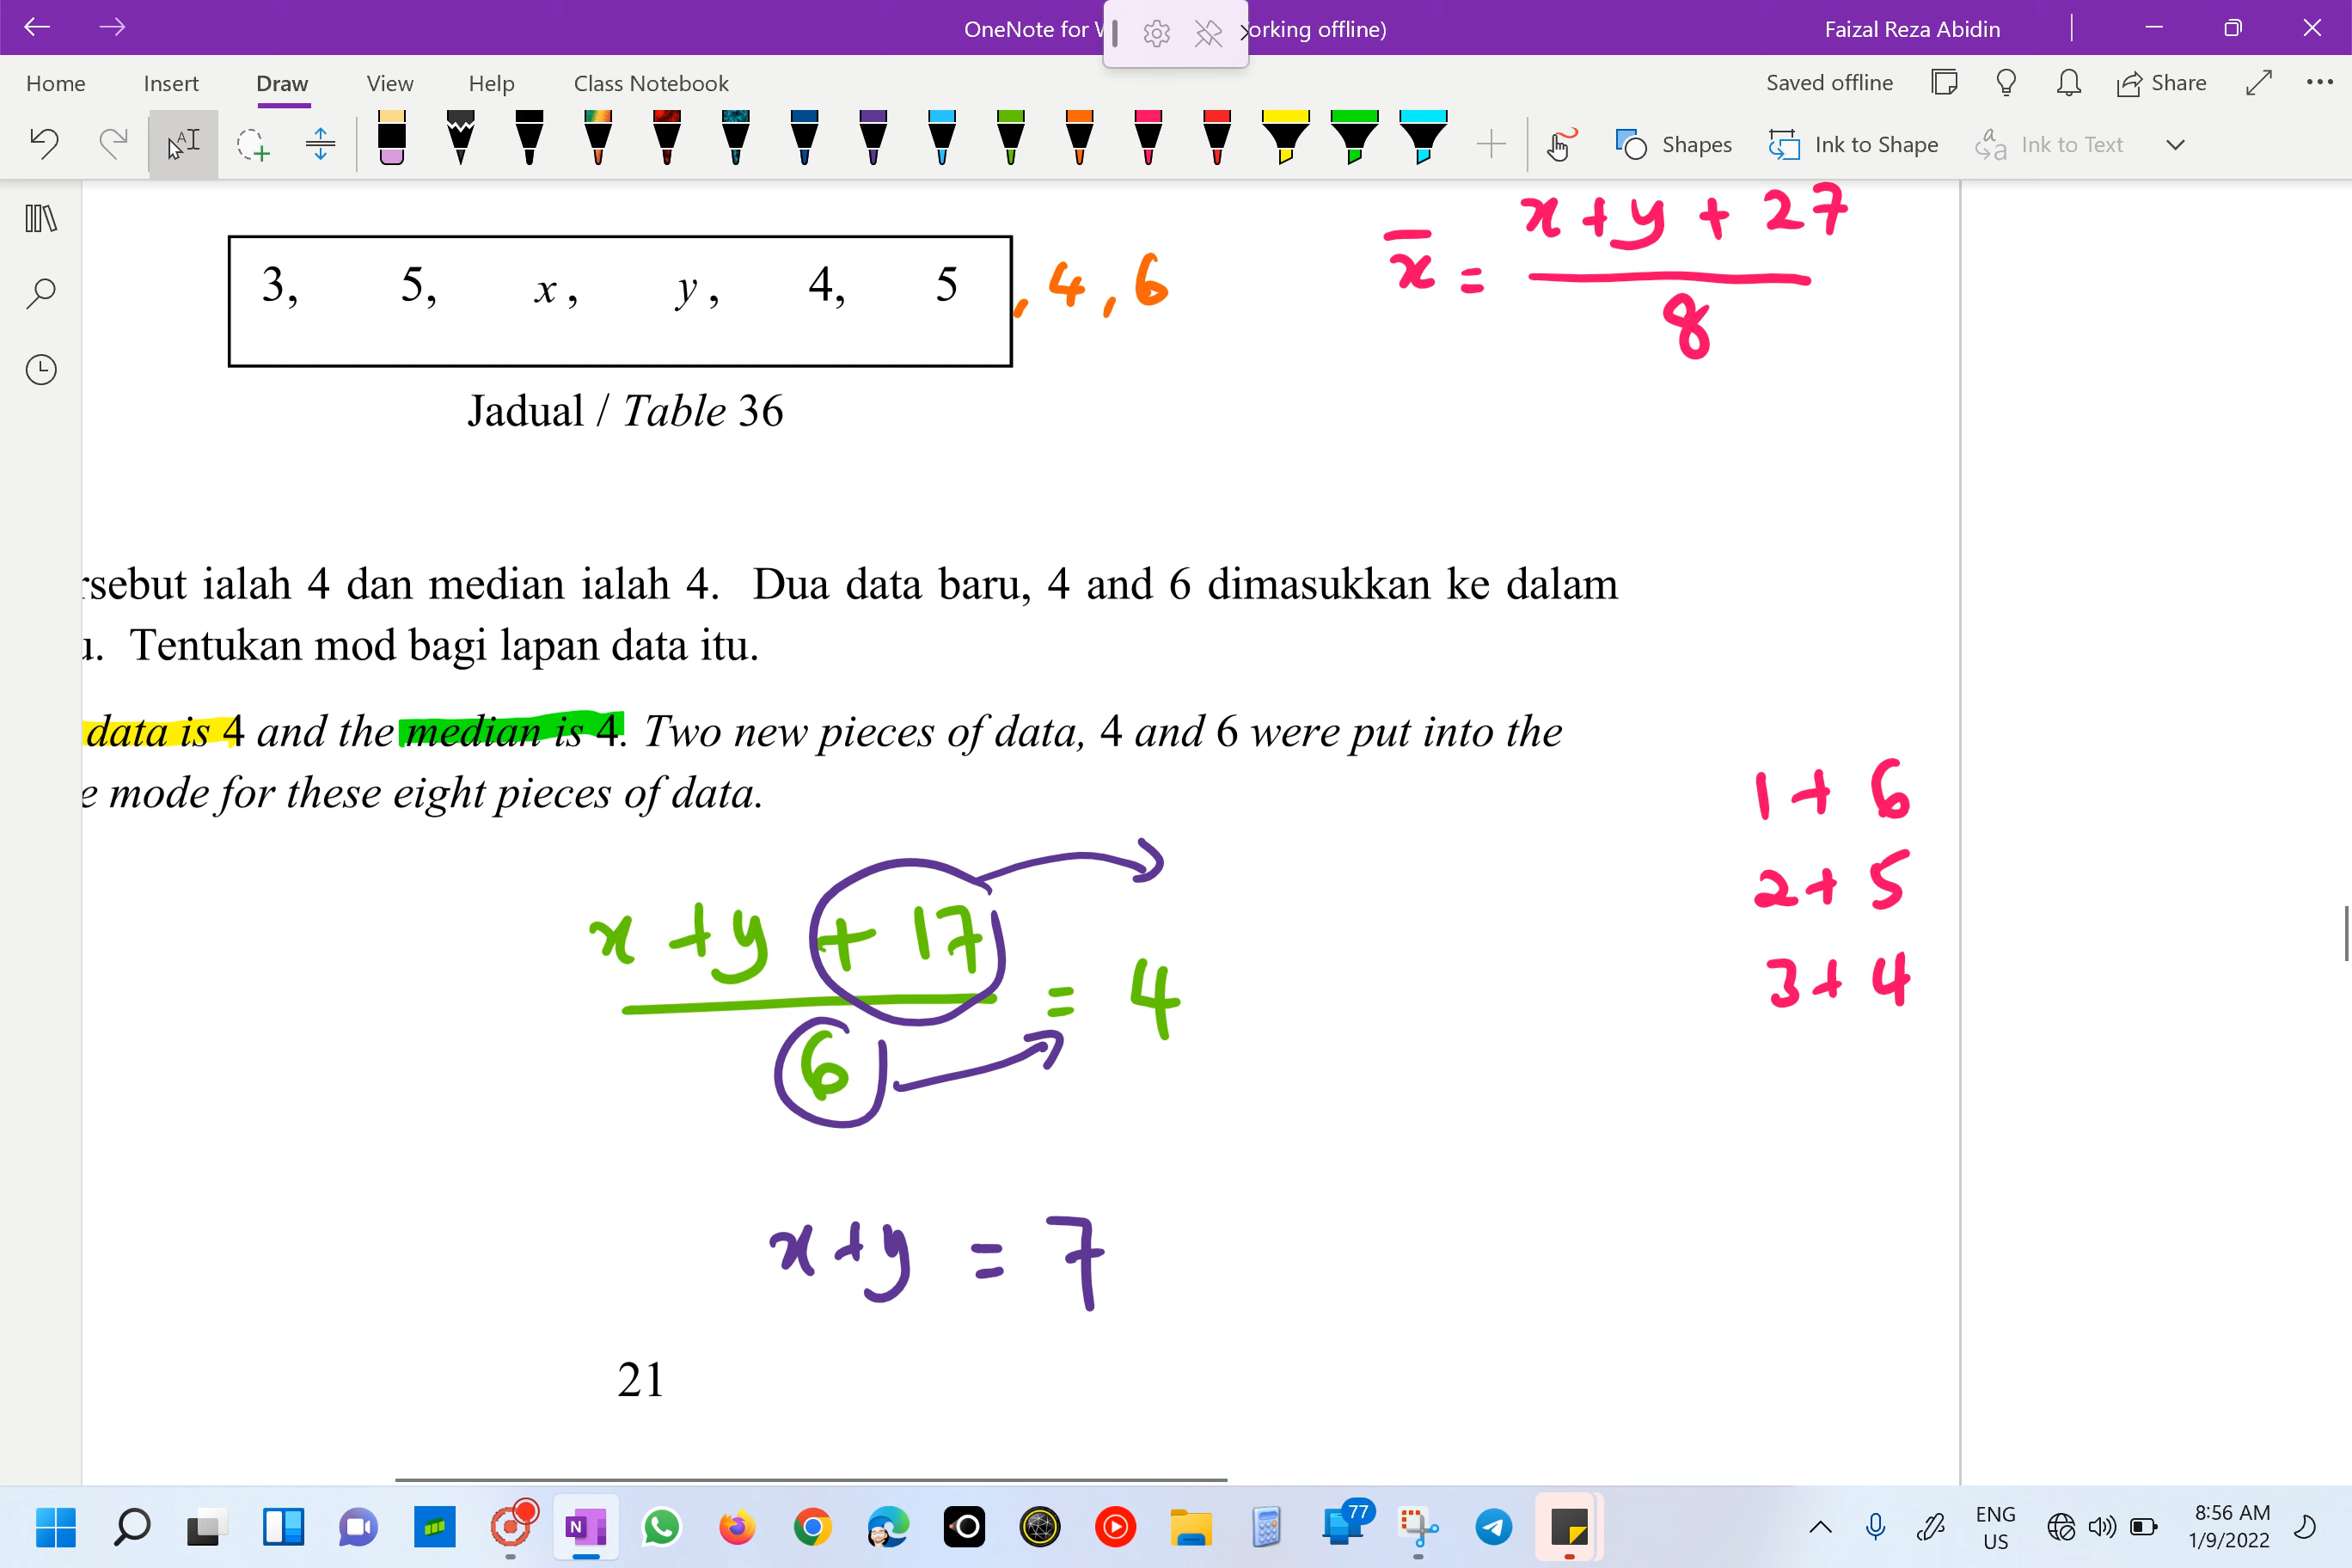 OneNote for W
orking offline)
Faizal Reza Abidin
Home Insert Draw View Help Class Notebook
Saved offline
Share
Shapes
Ink to Shape
Ink to Text
x + y + 27
x̄ =
8
3, 5, x, y, 4, 5 , 4, 6
Jadual / Table 36
rsebut ialah 4 dan median ialah 4. Dua data baru, 4 and 6 dimasukkan ke dalam
u. Tentukan mod bagi lapan data itu.
data is 4 and the median is 4. Two new pieces of data, 4 and 6 were put into the
e mode for these eight pieces of data.
1 + 6
2 + 5
3 + 4
x + y + 17
= 4
6
x + y = 7
21
77
ENG
US
8:56 AM
1/9/2022